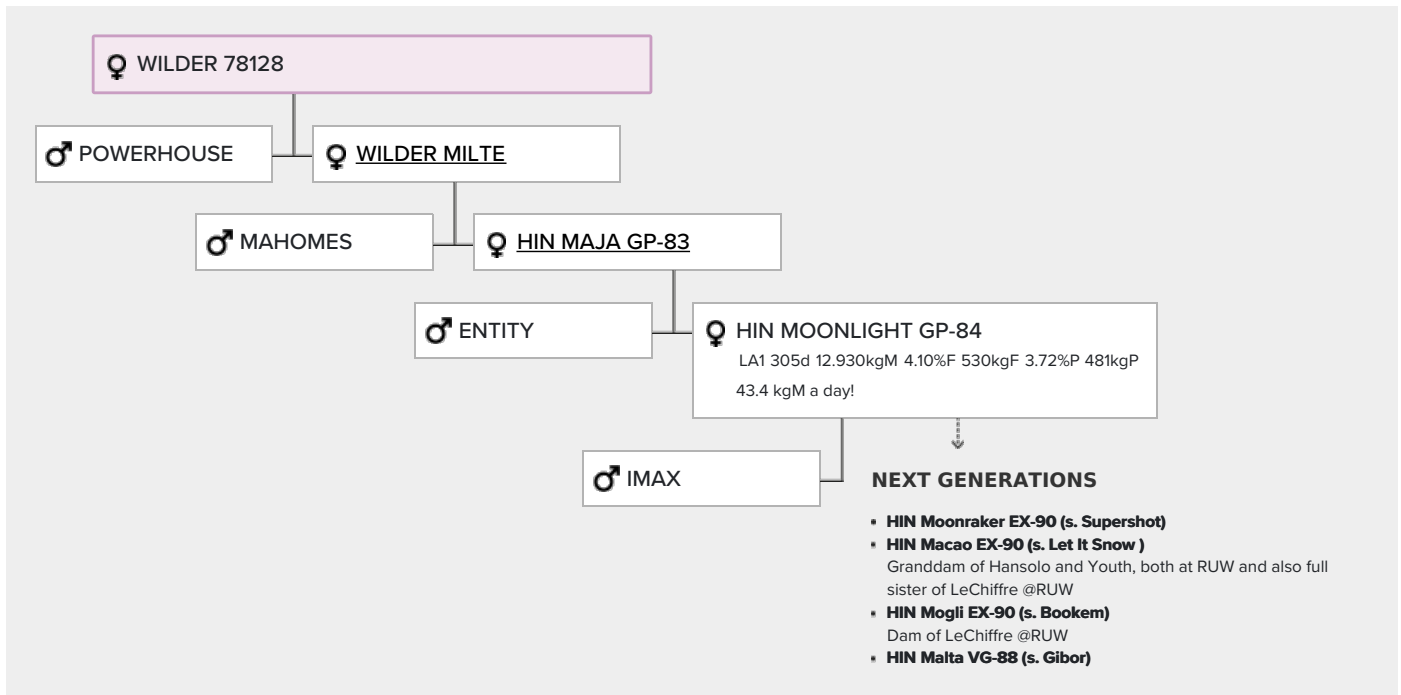 WILDER 78128
POWERHOUSE
WILDER MILTE
MAHOMES
HIN MAJA GP-83
ENTITY
HIN MOONLIGHT GP-84
LA1 305d 12.930kgM 4.10%F 530kgF 3.72%P 481kgP
43.4 kgM a day!
IMAX
NEXT GENERATIONS
HIN Moonraker EX-90 (s. Supershot)
HIN Macao EX-90 (s. Let It Snow )
Granddam of Hansolo and Youth, both at RUW and also full
sister of LeChiffre @RUW
HIN Mogli EX-90 (s. Bookem)
Dam of LeChiffre @RUW
HIN Malta VG-88 (s. Gibor)